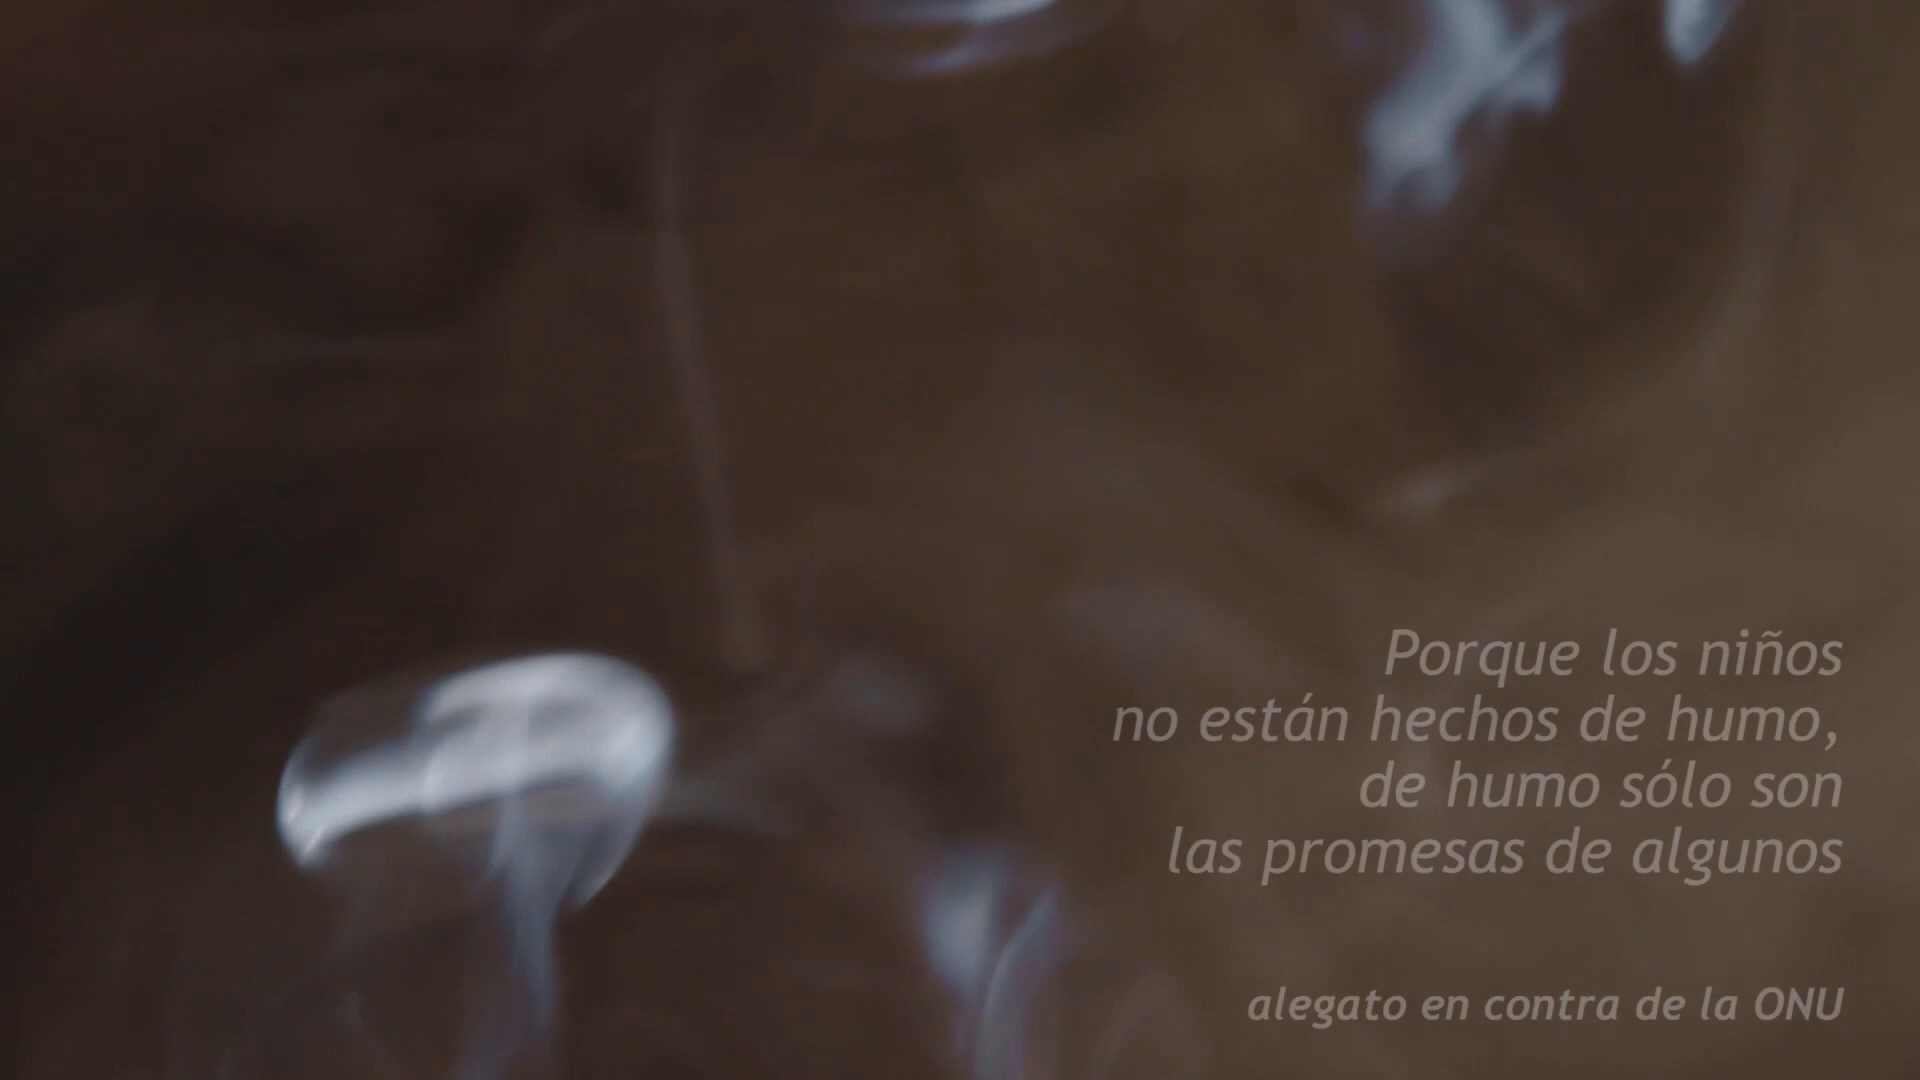 Porque los niños
no están hechos de humo,
de humo sólo son
las promesas de algunos
alegato en contra de la ONU